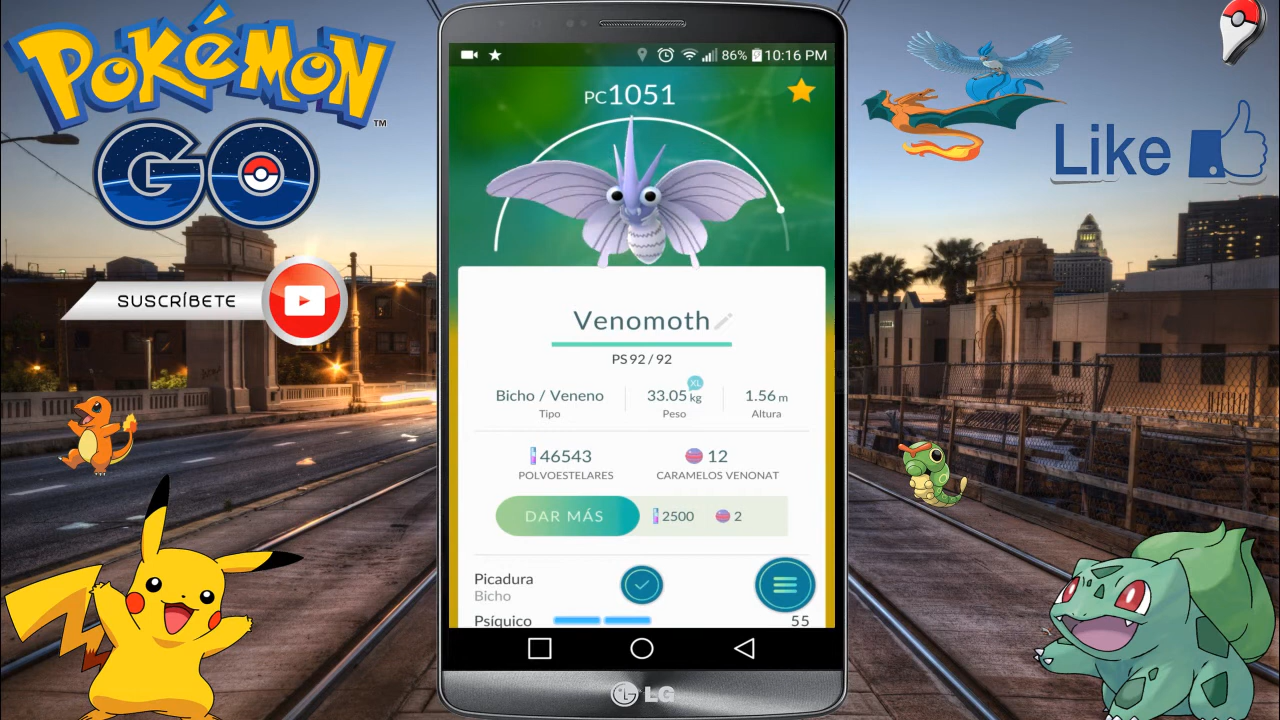 POKéMON
TM
GO
SUSCRÍBETE
86% 10:16 PM
PC1051
Venomoth
PS 92 / 92
Bicho / Veneno
Tipo
XL
33.05 kg
Peso
1.56 m
Altura
46543
POLVOESTELARES
12
CARAMELOS VENONAT
DAR MÁS
2500
2
Picadura
Bicho
Psíquico
55
LG
Like